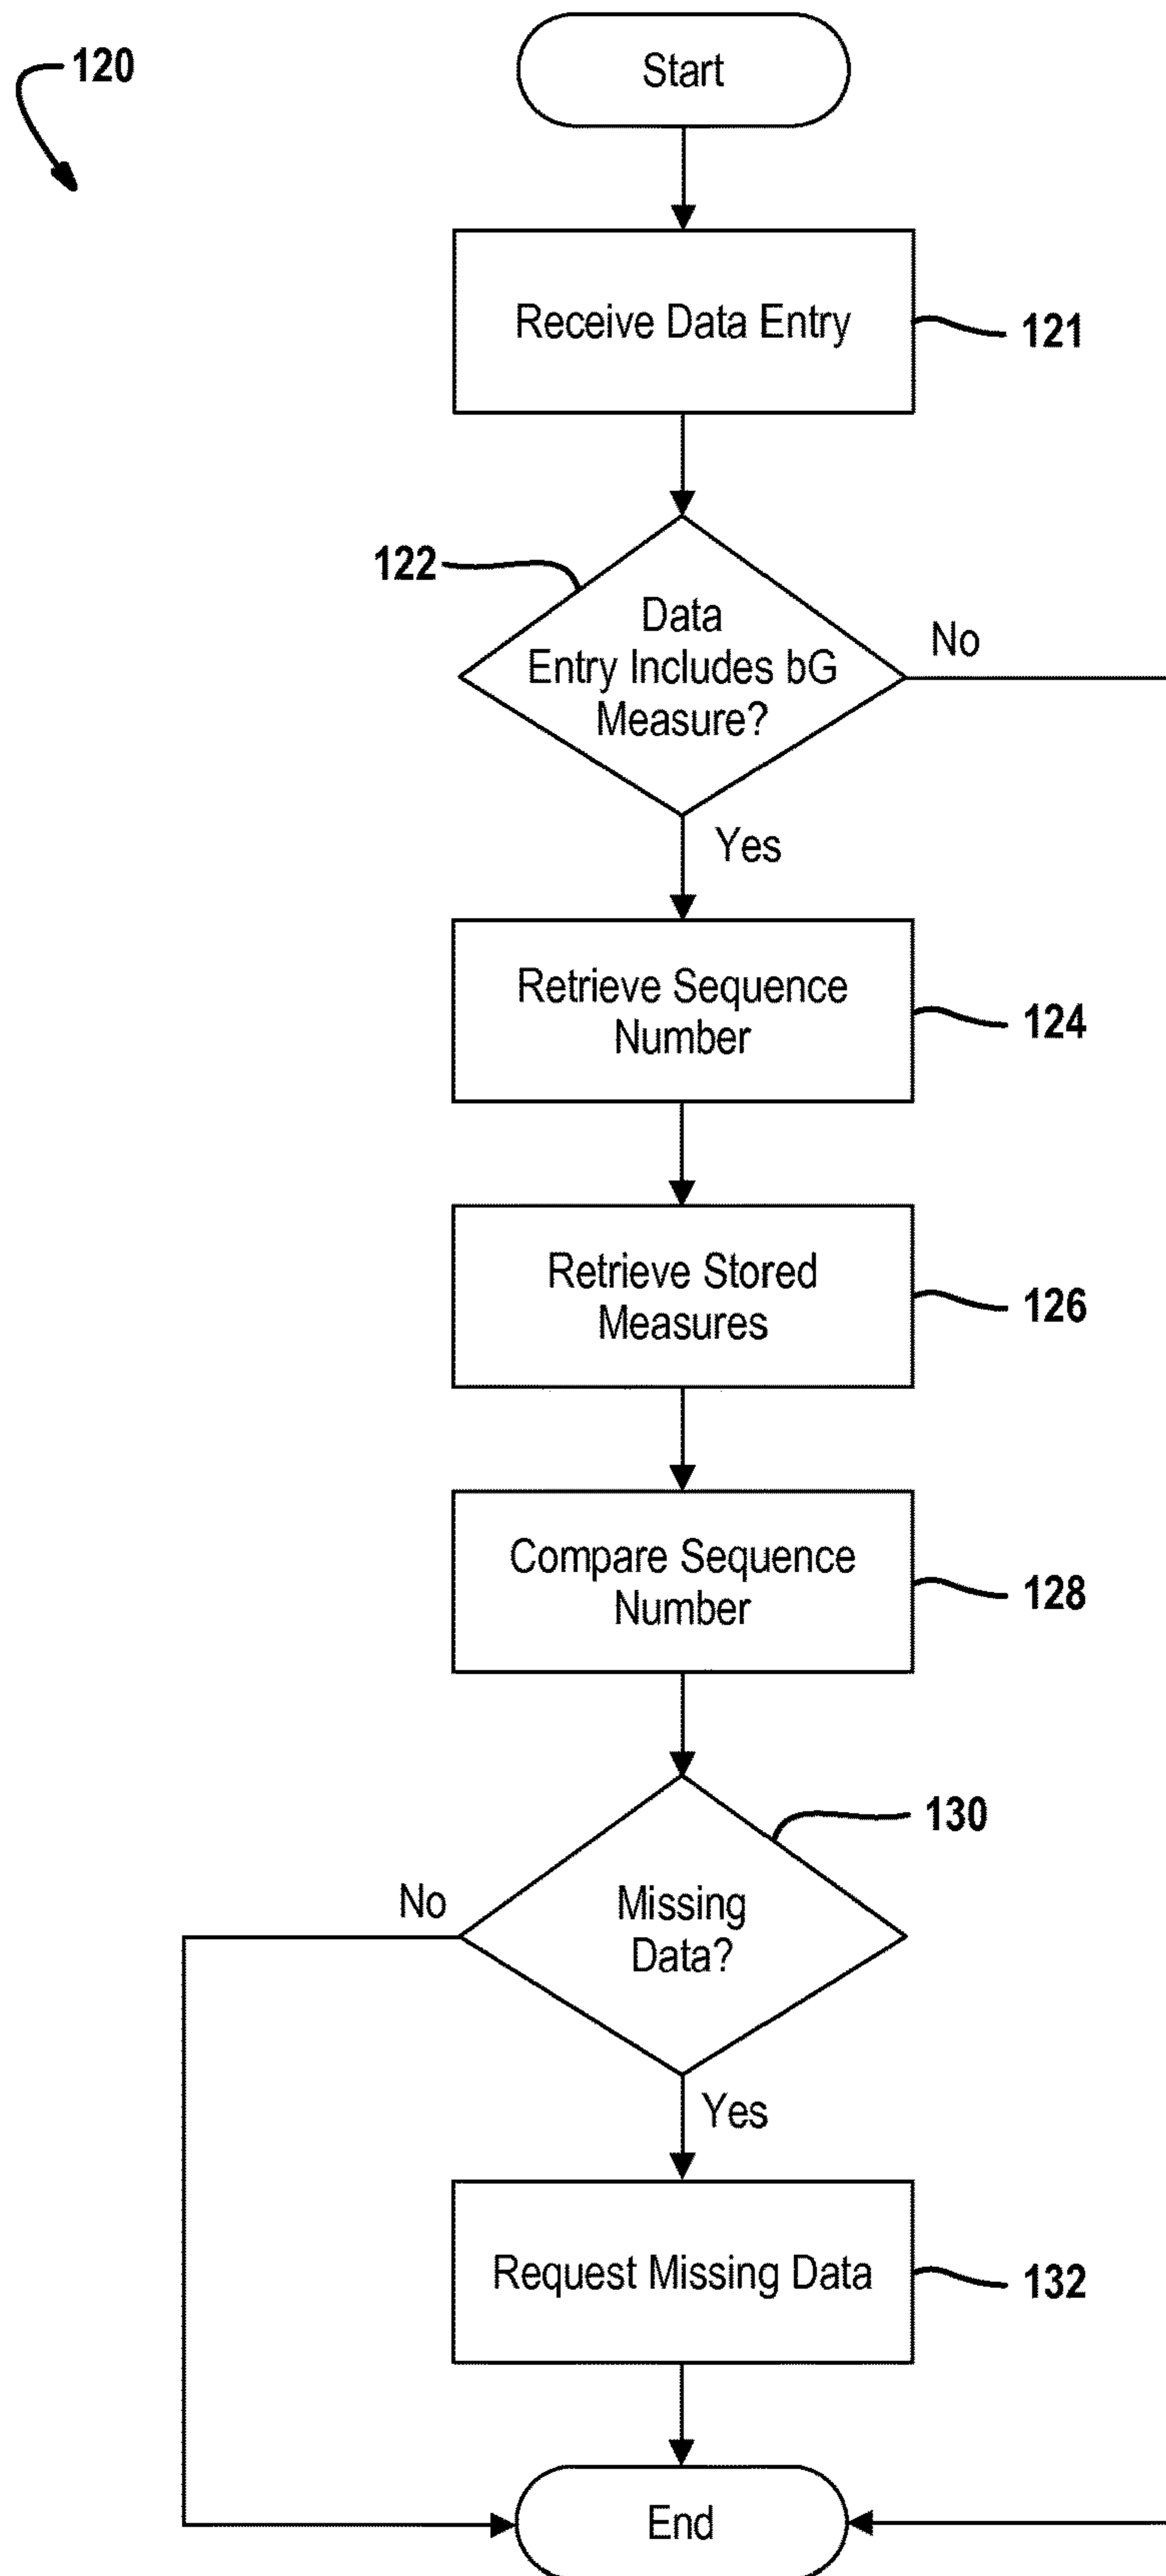 120
Start
Receive Data Entry
121
122
Data
Entry Includes bG
Measure?
No
Yes
Retrieve Sequence
Number
124
Retrieve Stored
Measures
126
Compare Sequence
Number
128
130
Missing
Data?
No
Yes
Request Missing Data
132
End